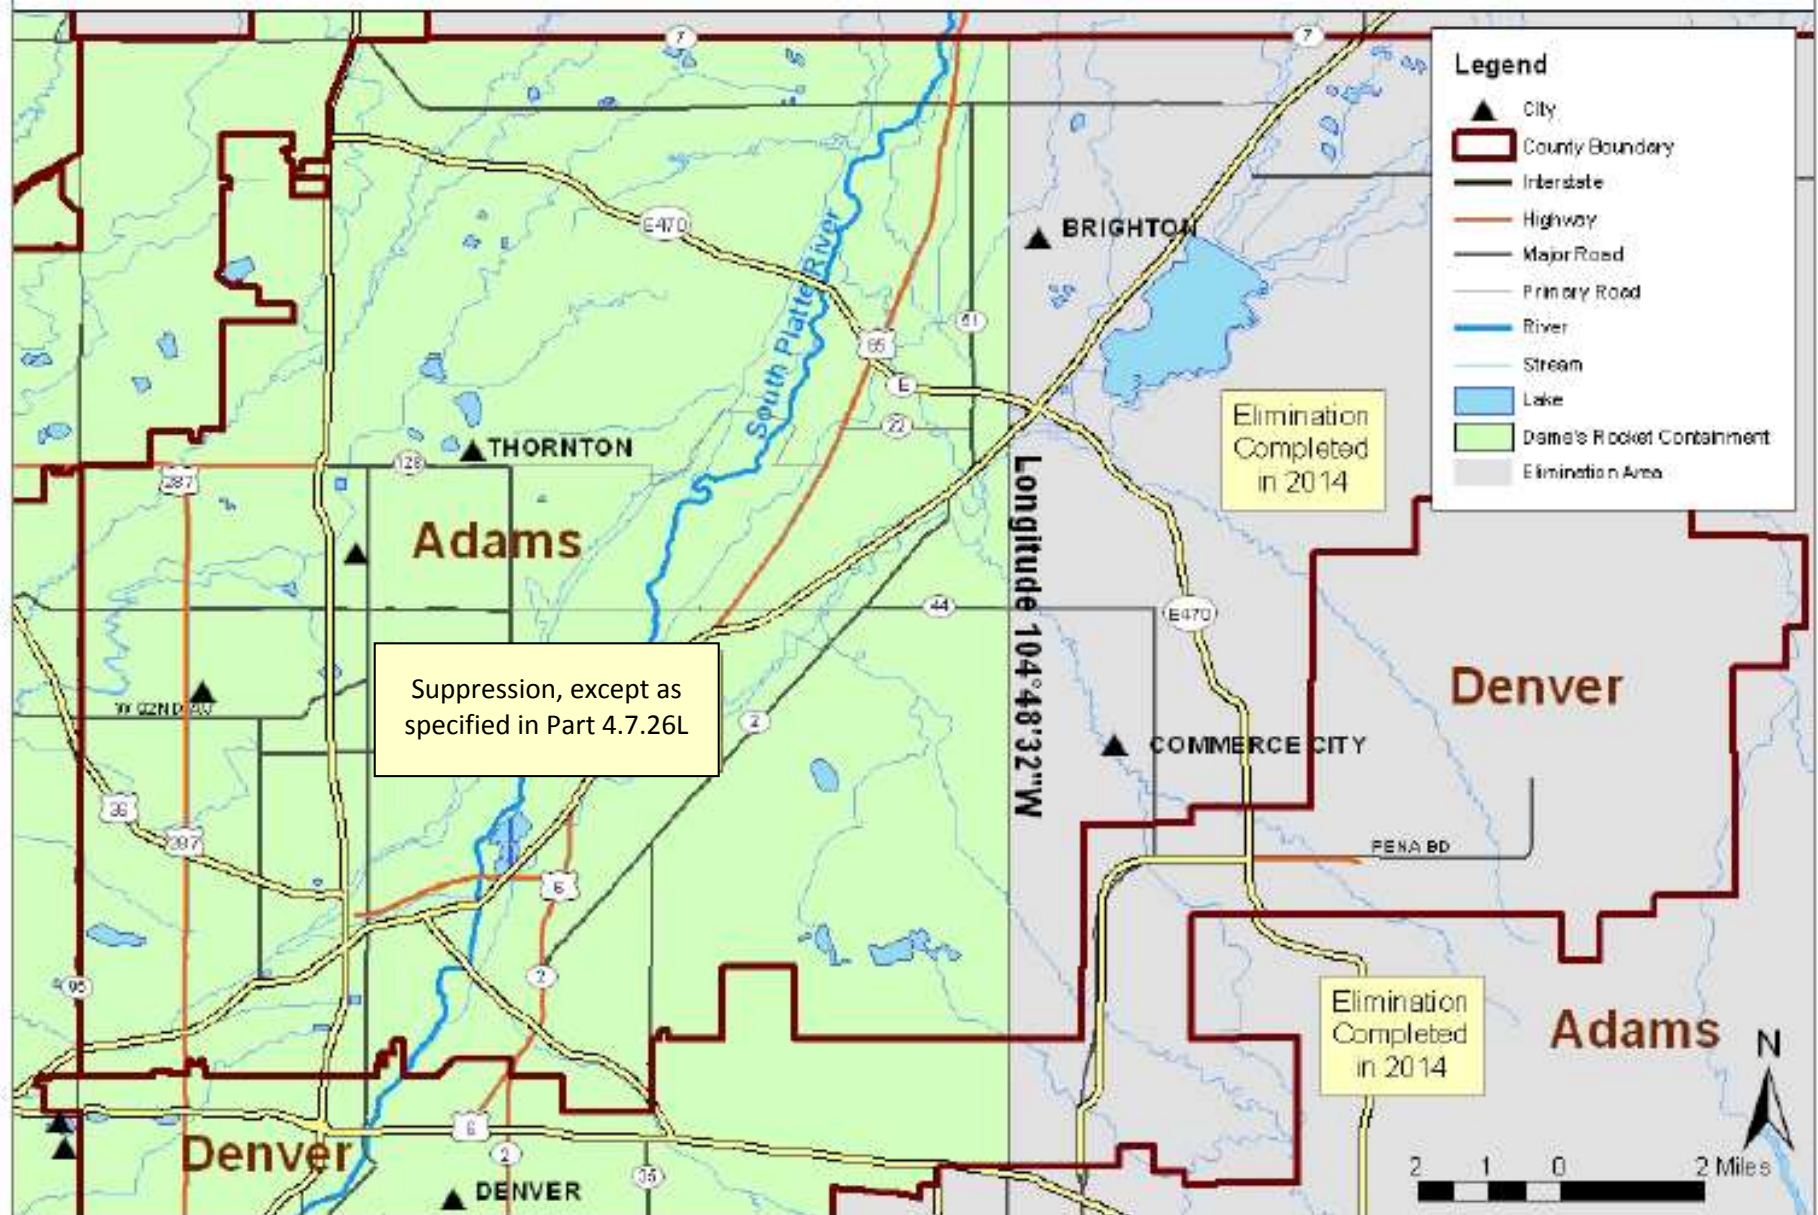 7
7
Legend
City
County Boundary
Interstate
Highway
Major Road
Primary Road
River
Stream
Lake
Dame's Rocket Containment
Elimination Area
E470
BRIGHTON
South Platte River
51
85
E
22
Elimination
Completed
in 2014
THORNTON
128
287
Longitude 104°48'32"W
Adams
44
E470
Suppression, except as
specified in Part 4.7.26L
Denver
W 92ND AV
2
COMMERCE CITY
36
287
PENA BD
6
2
95
Elimination
Completed
in 2014
Adams
N
6
2
35
Denver
DENVER
2 1 0 2 Miles